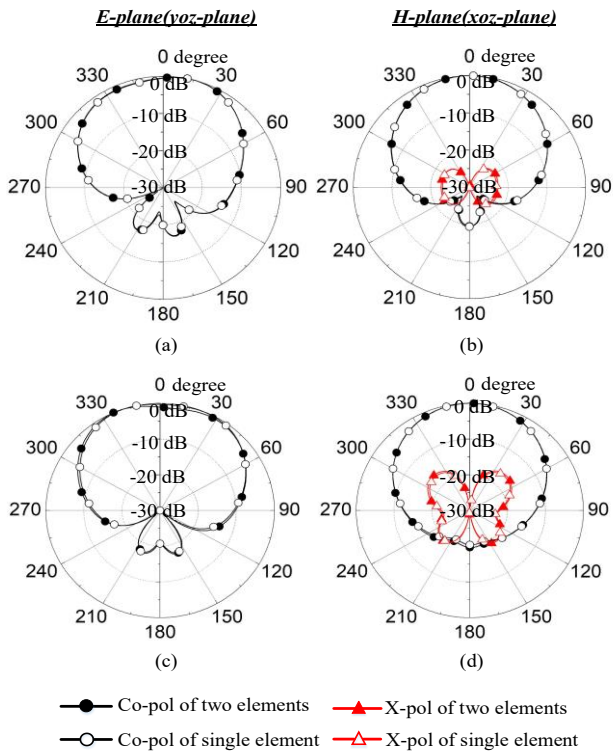 E-plane(yoz-plane)
H-plane(xoz-plane)
0 degree
330
30
0 dB
300
60
-10 dB
-20 dB
270
-30 dB
90
240
120
210
150
180
(a)
0 degree
330
30
0 dB
300
60
-10 dB
-20 dB
270
-30 dB
90
240
120
210
150
180
(b)
0 degree
330
30
0 dB
300
60
-10 dB
-20 dB
270
-30 dB
90
240
120
210
150
180
(c)
0 degree
330
30
0 dB
300
60
-10 dB
-20 dB
270
-30 dB
90
240
120
210
150
180
(d)
Co-pol of two elements
X-pol of two elements
Co-pol of single element
X-pol of single element